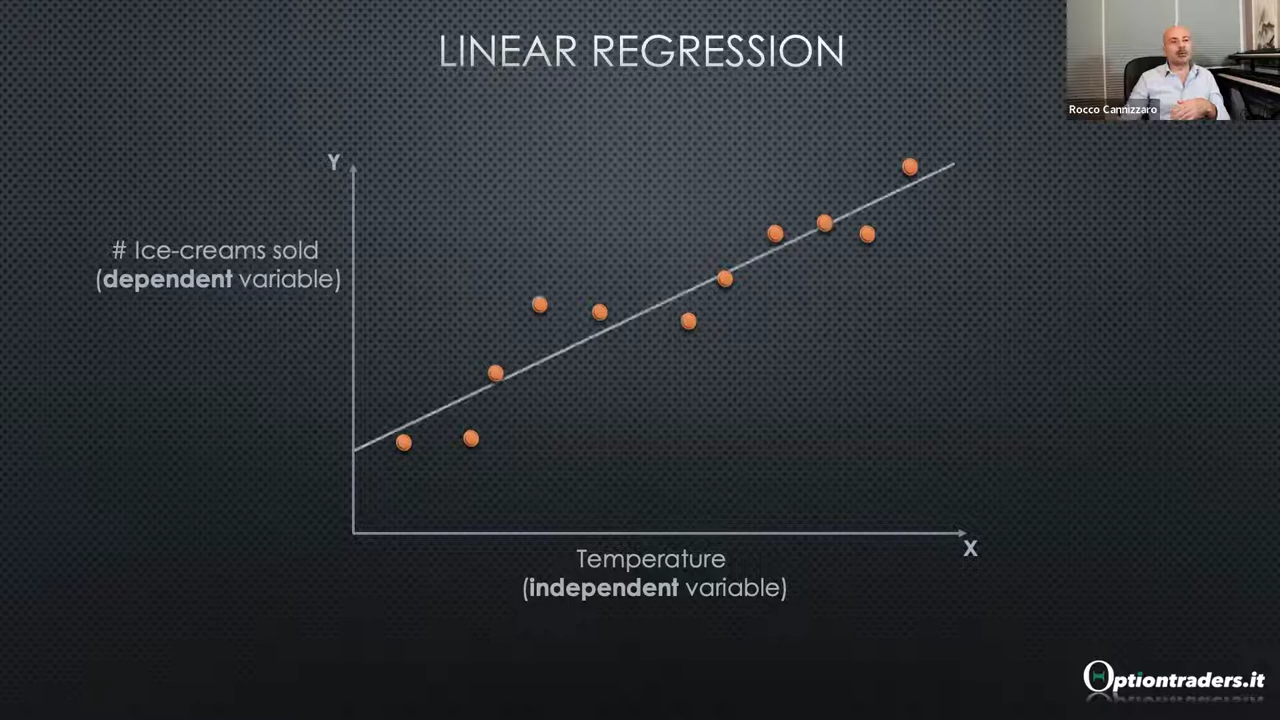 LINEAR REGRESSION
Rocco Cannizzaro
Y
# Ice-creams sold
(dependent variable)
X
Temperature
(independent variable)
Optiontraders.it